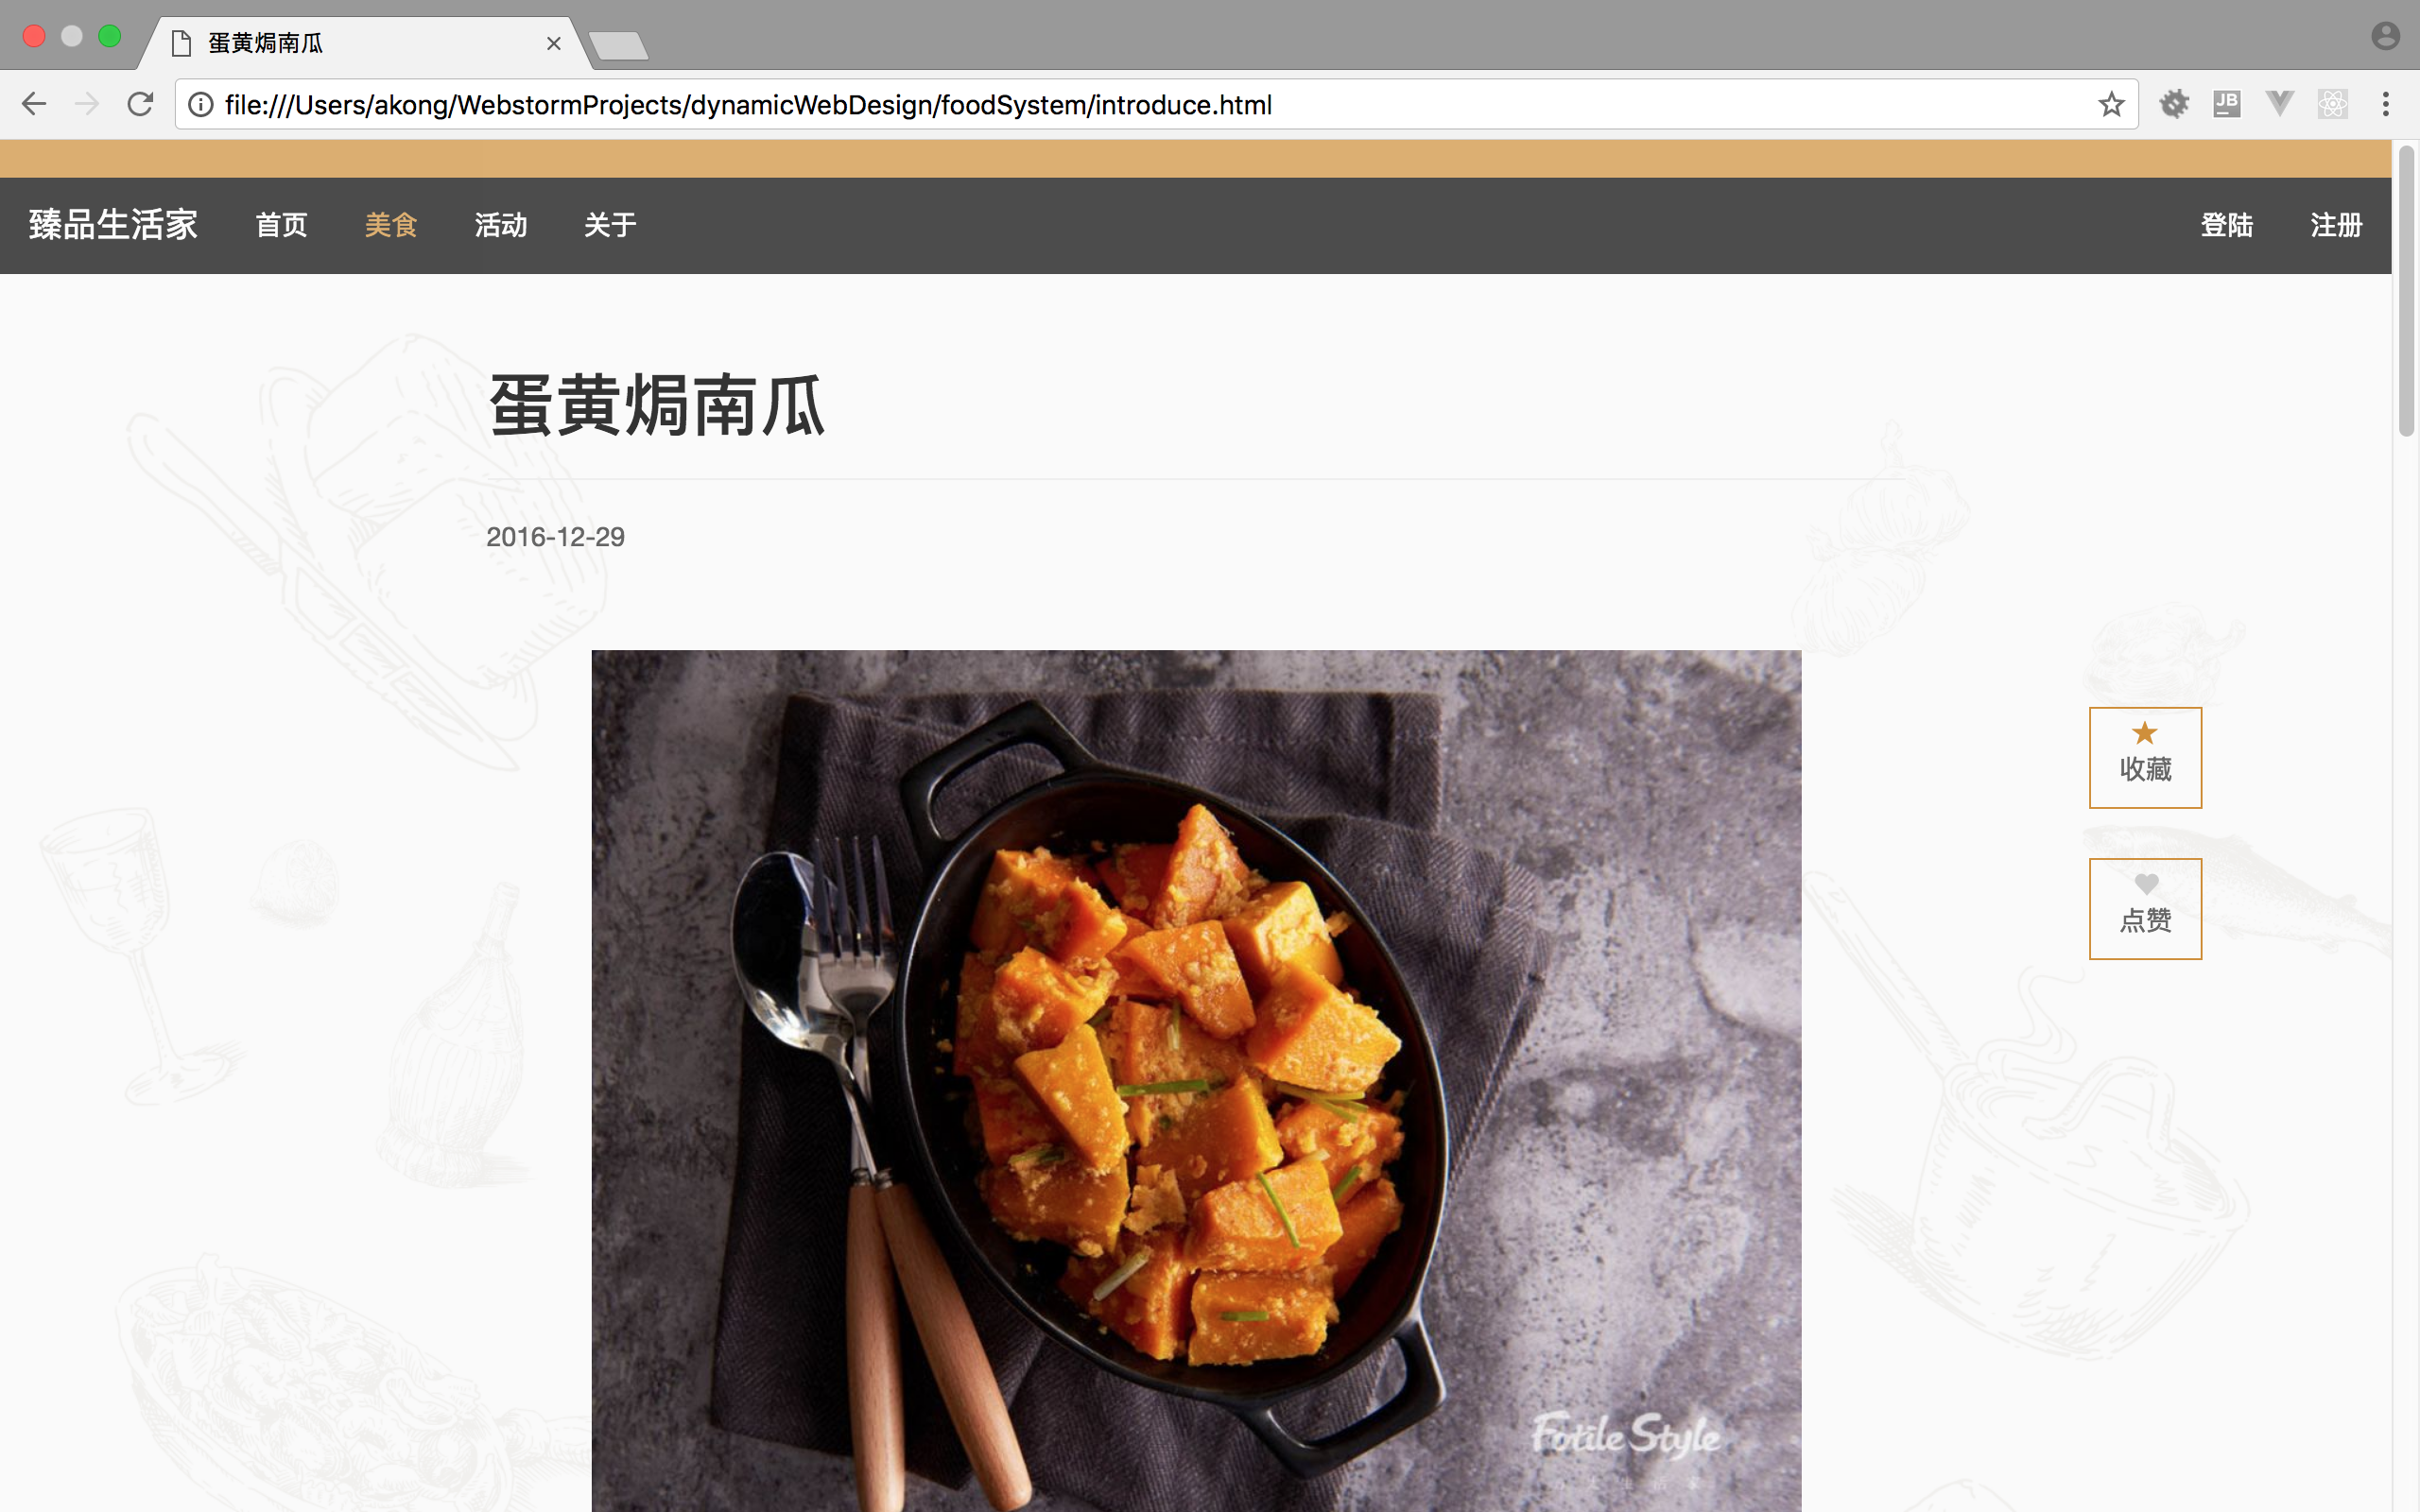 蛋黄焗南瓜
file:///Users/akong/WebstormProjects/dynamicWebDesign/foodSystem/introduce.html
JB
臻品生活家 首页 美食 活动 关于 登陆 注册
蛋黄焗南瓜
2016-12-29
收藏
点赞
Fotile Style